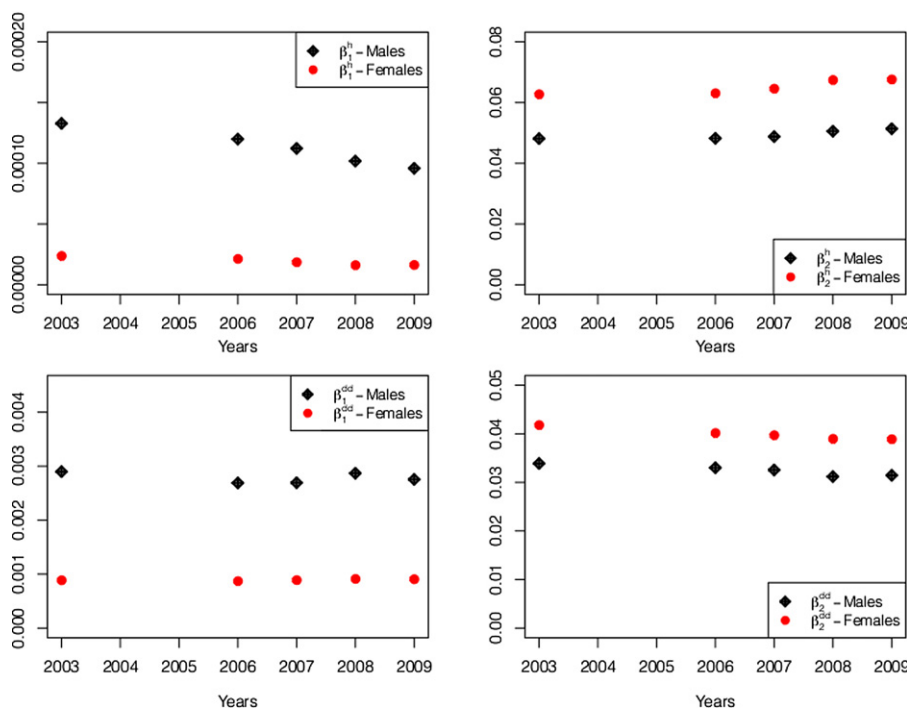 0.00020
0.00010
0.00000
β₁ʰ – Males
β₁ʰ – Females
2003 2004 2005 2006 2007 2008 2009
Years
0.08
0.06
0.04
0.02
0.00
β₂ʰ – Males
β₂ʰ – Females
2003 2004 2005 2006 2007 2008 2009
Years
0.004
0.003
0.002
0.001
0.000
β₁ᵈᵈ – Males
β₁ᵈᵈ – Females
2003 2004 2005 2006 2007 2008 2009
Years
0.05
0.04
0.03
0.02
0.01
0.00
β₂ᵈᵈ – Males
β₂ᵈᵈ – Females
2003 2004 2005 2006 2007 2008 2009
Years